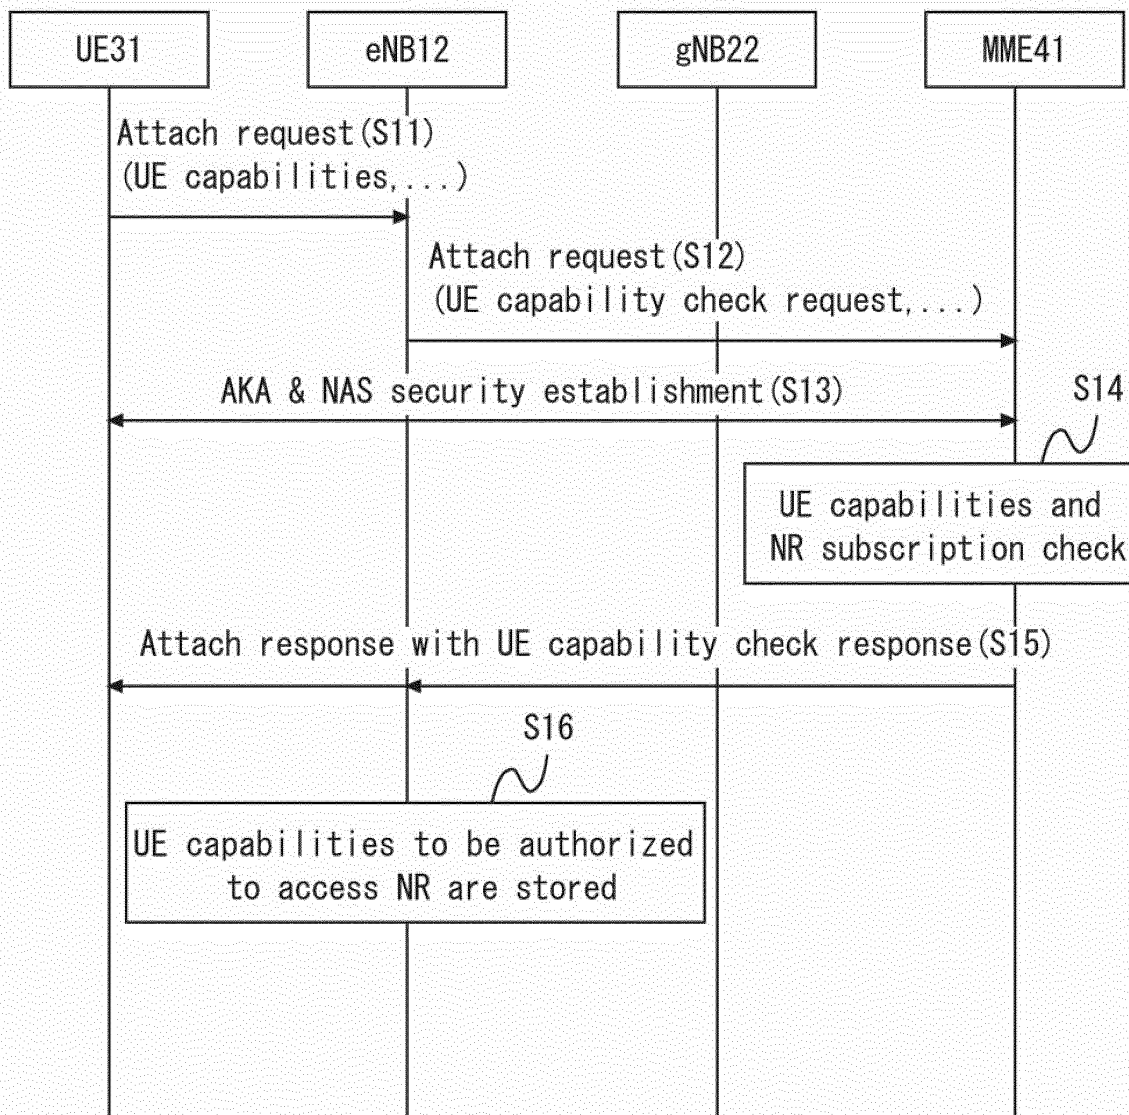 UE31
eNB12
gNB22
MME41
Attach request(S11)
(UE capabilities,...)
Attach request(S12)
(UE capability check request,...)
AKA & NAS security establishment(S13)
S14
UE capabilities and
NR subscription check
Attach response with UE capability check response(S15)
S16
UE capabilities to be authorized
to access NR are stored